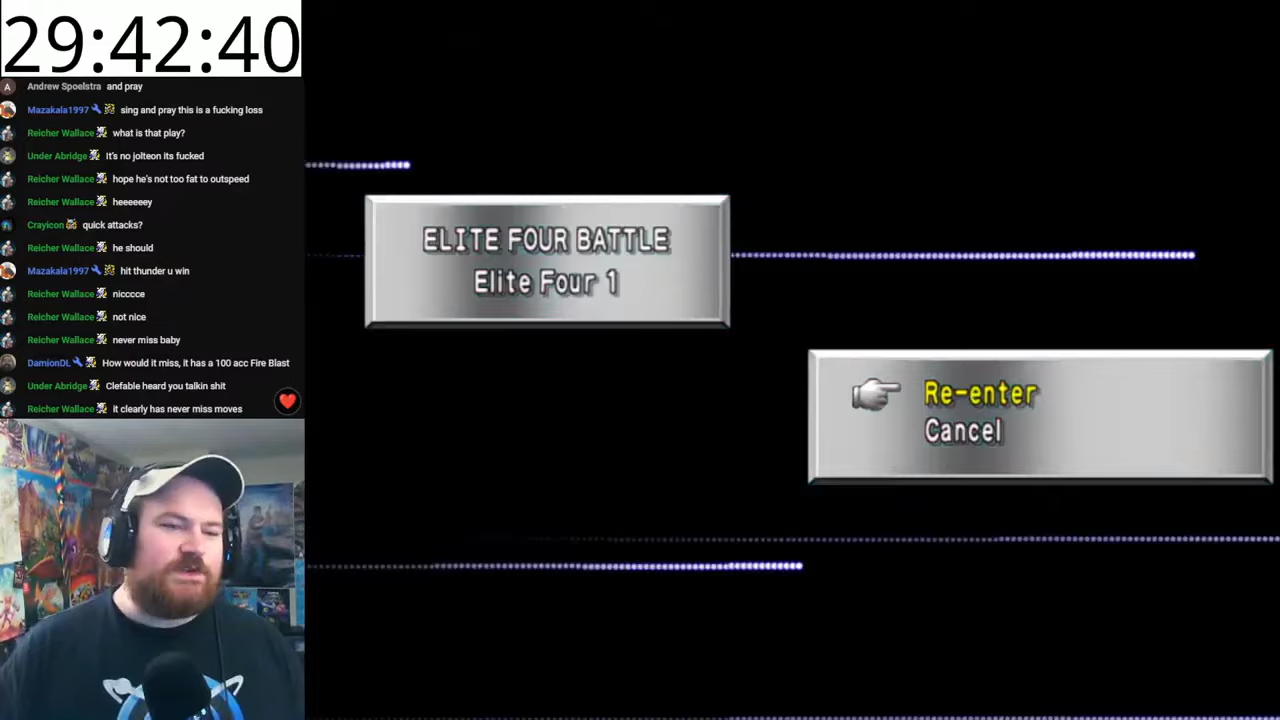 29:42:40
A Andrew Spoelstra and pray
Mazakala1997 sing and pray this is a fucking loss
Reicher Wallace what is that play?
Under Abridge It's no jolteon its fucked
Reicher Wallace hope he's not too fat to outspeed
Reicher Wallace heeeeeey
Crayicon quick attacks?
Reicher Wallace he should
Mazakala1997 hit thunder u win
Reicher Wallace nicccce
Reicher Wallace not nice
Reicher Wallace never miss baby
DamionDL How would it miss, it has a 100 acc Fire Blast
Under Abridge Clefable heard you talkin shit
Reicher Wallace it clearly has never miss moves
ELITE FOUR BATTLE
Elite Four 1
Re-enter
Cancel